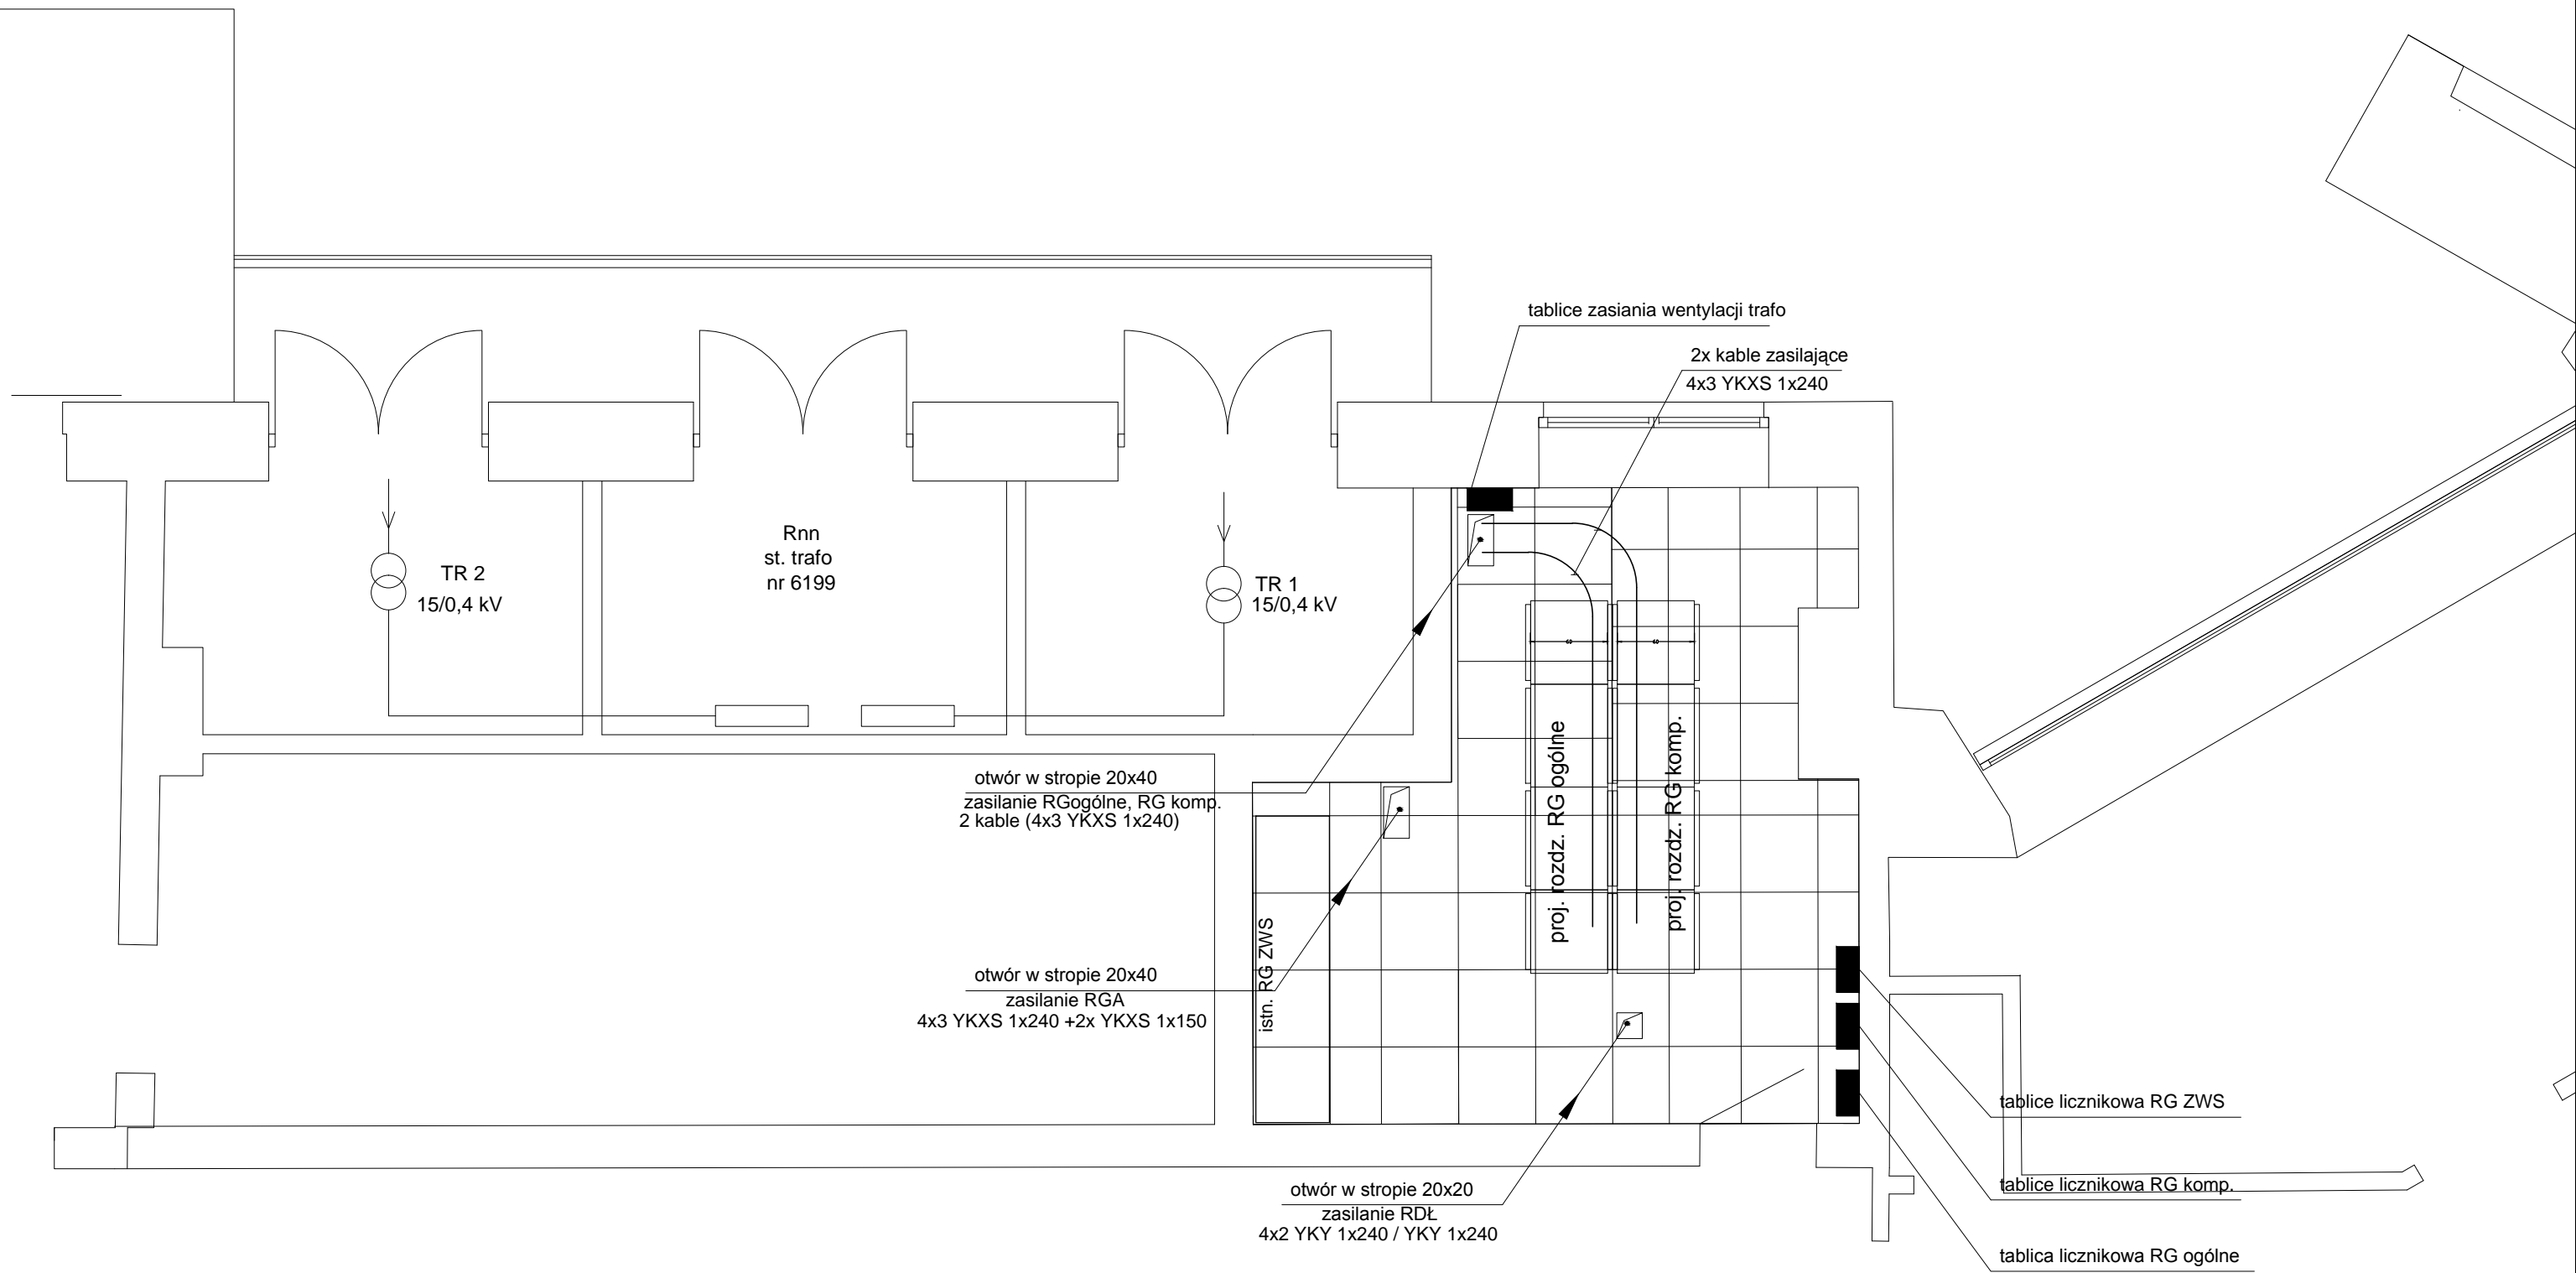 tablice zasiania wentylacji trafo
2x kable zasilające
4x3 YKXS 1x240
Rnn
st. trafo
nr 6199
TR 2
15/0,4 kV
TR 1
15/0,4 kV
60
60
proj. rozdz. RG ogólne
proj. rozdz. RG komp.
otwór w stropie 20x40
zasilanie RGogólne, RG komp.
2 kable (4x3 YKXS 1x240)
istn. RG ZWS
otwór w stropie 20x40
zasilanie RGA
4x3 YKXS 1x240 +2x YKXS 1x150
tablice licznikowa RG ZWS
tablice licznikowa RG komp.
otwór w stropie 20x20
zasilanie RDŁ
4x2 YKY 1x240 / YKY 1x240
tablica licznikowa RG ogólne